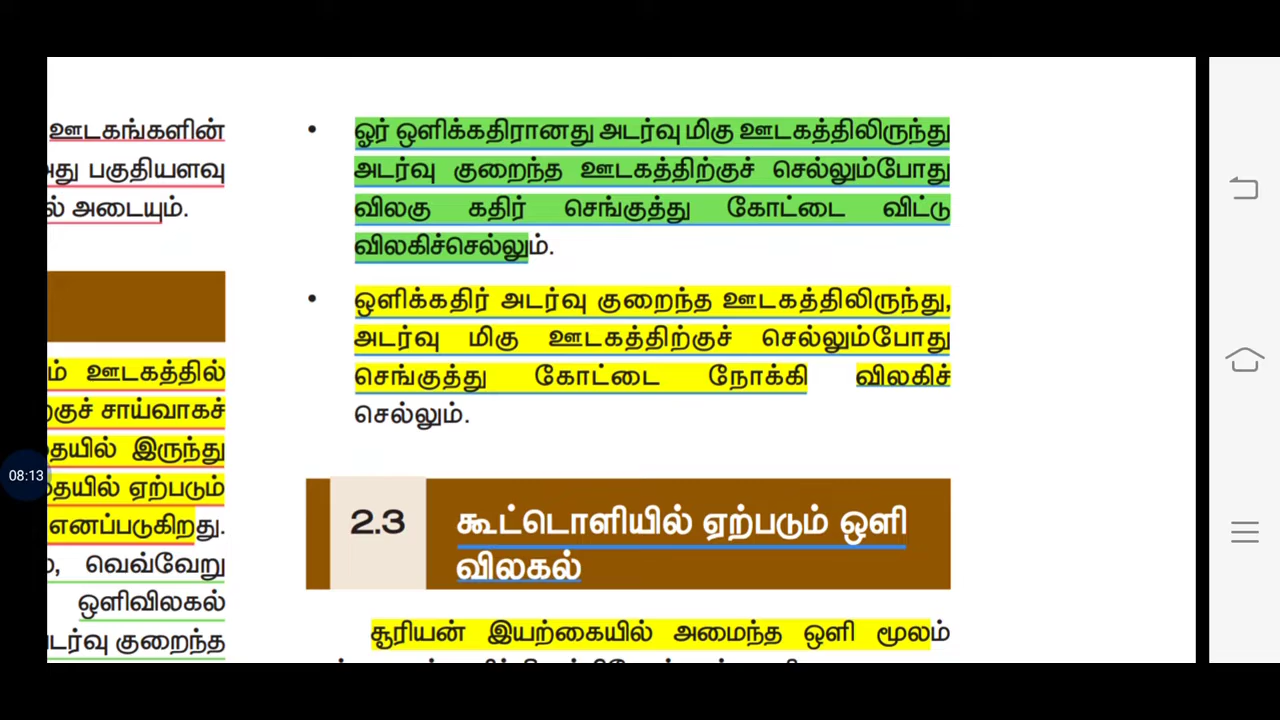 ஊடகங்களின்
பகுதியளவு
அடையும்.
ஊடகத்தில்
சாய்வாகச்
இருந்து
ஏற்படும்
எனப்படுகிறது.
வெவ்வேறு
ஒளிவிலகல்
குறைந்த
• ஓர் ஒளிக்கதிரானது அடர்வு மிகு ஊடகத்திலிருந்து
அடர்வு குறைந்த ஊடகத்திற்குச் செல்லும்போது
விலகு கதிர் செங்குத்து கோட்டை விட்டு
விலகிச்செல்லும்.
• ஒளிக்கதிர் அடர்வு குறைந்த ஊடகத்திலிருந்து,
அடர்வு மிகு ஊடகத்திற்குச் செல்லும்போது
செங்குத்து கோட்டை நோக்கி விலகிச்
செல்லும்.
2.3 கூட்டொளியில் ஏற்படும் ஒளி
விலகல்
சூரியன் இயற்கையில் அமைந்த ஒளி மூலம்
08:13